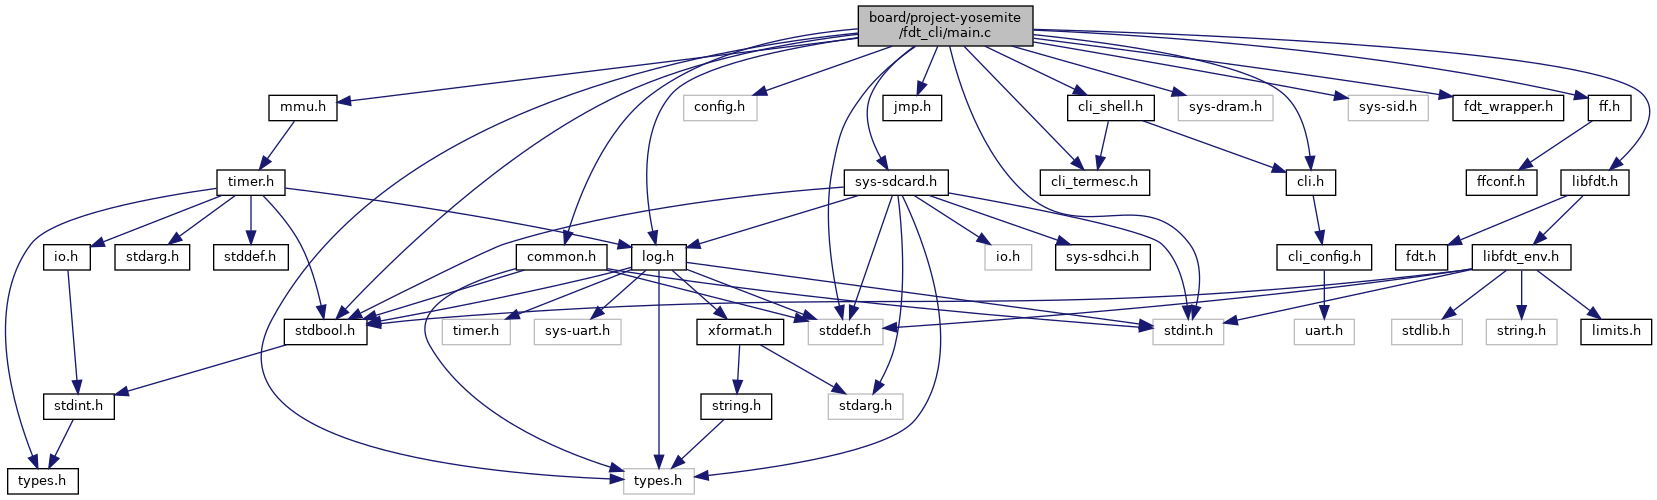 board/project-yosemite
/fdt_cli/main.c
mmu.h
config.h
jmp.h
cli_shell.h
sys-dram.h
sys-sid.h
fdt_wrapper.h
ff.h
timer.h
sys-sdcard.h
cli_termesc.h
cli.h
ffconf.h
libfdt.h
io.h
stdarg.h
stddef.h
common.h
log.h
io.h
sys-sdhci.h
cli_config.h
fdt.h
libfdt_env.h
stdbool.h
timer.h
sys-uart.h
xformat.h
stddef.h
stdint.h
uart.h
stdlib.h
string.h
limits.h
stdint.h
string.h
stdarg.h
types.h
types.h